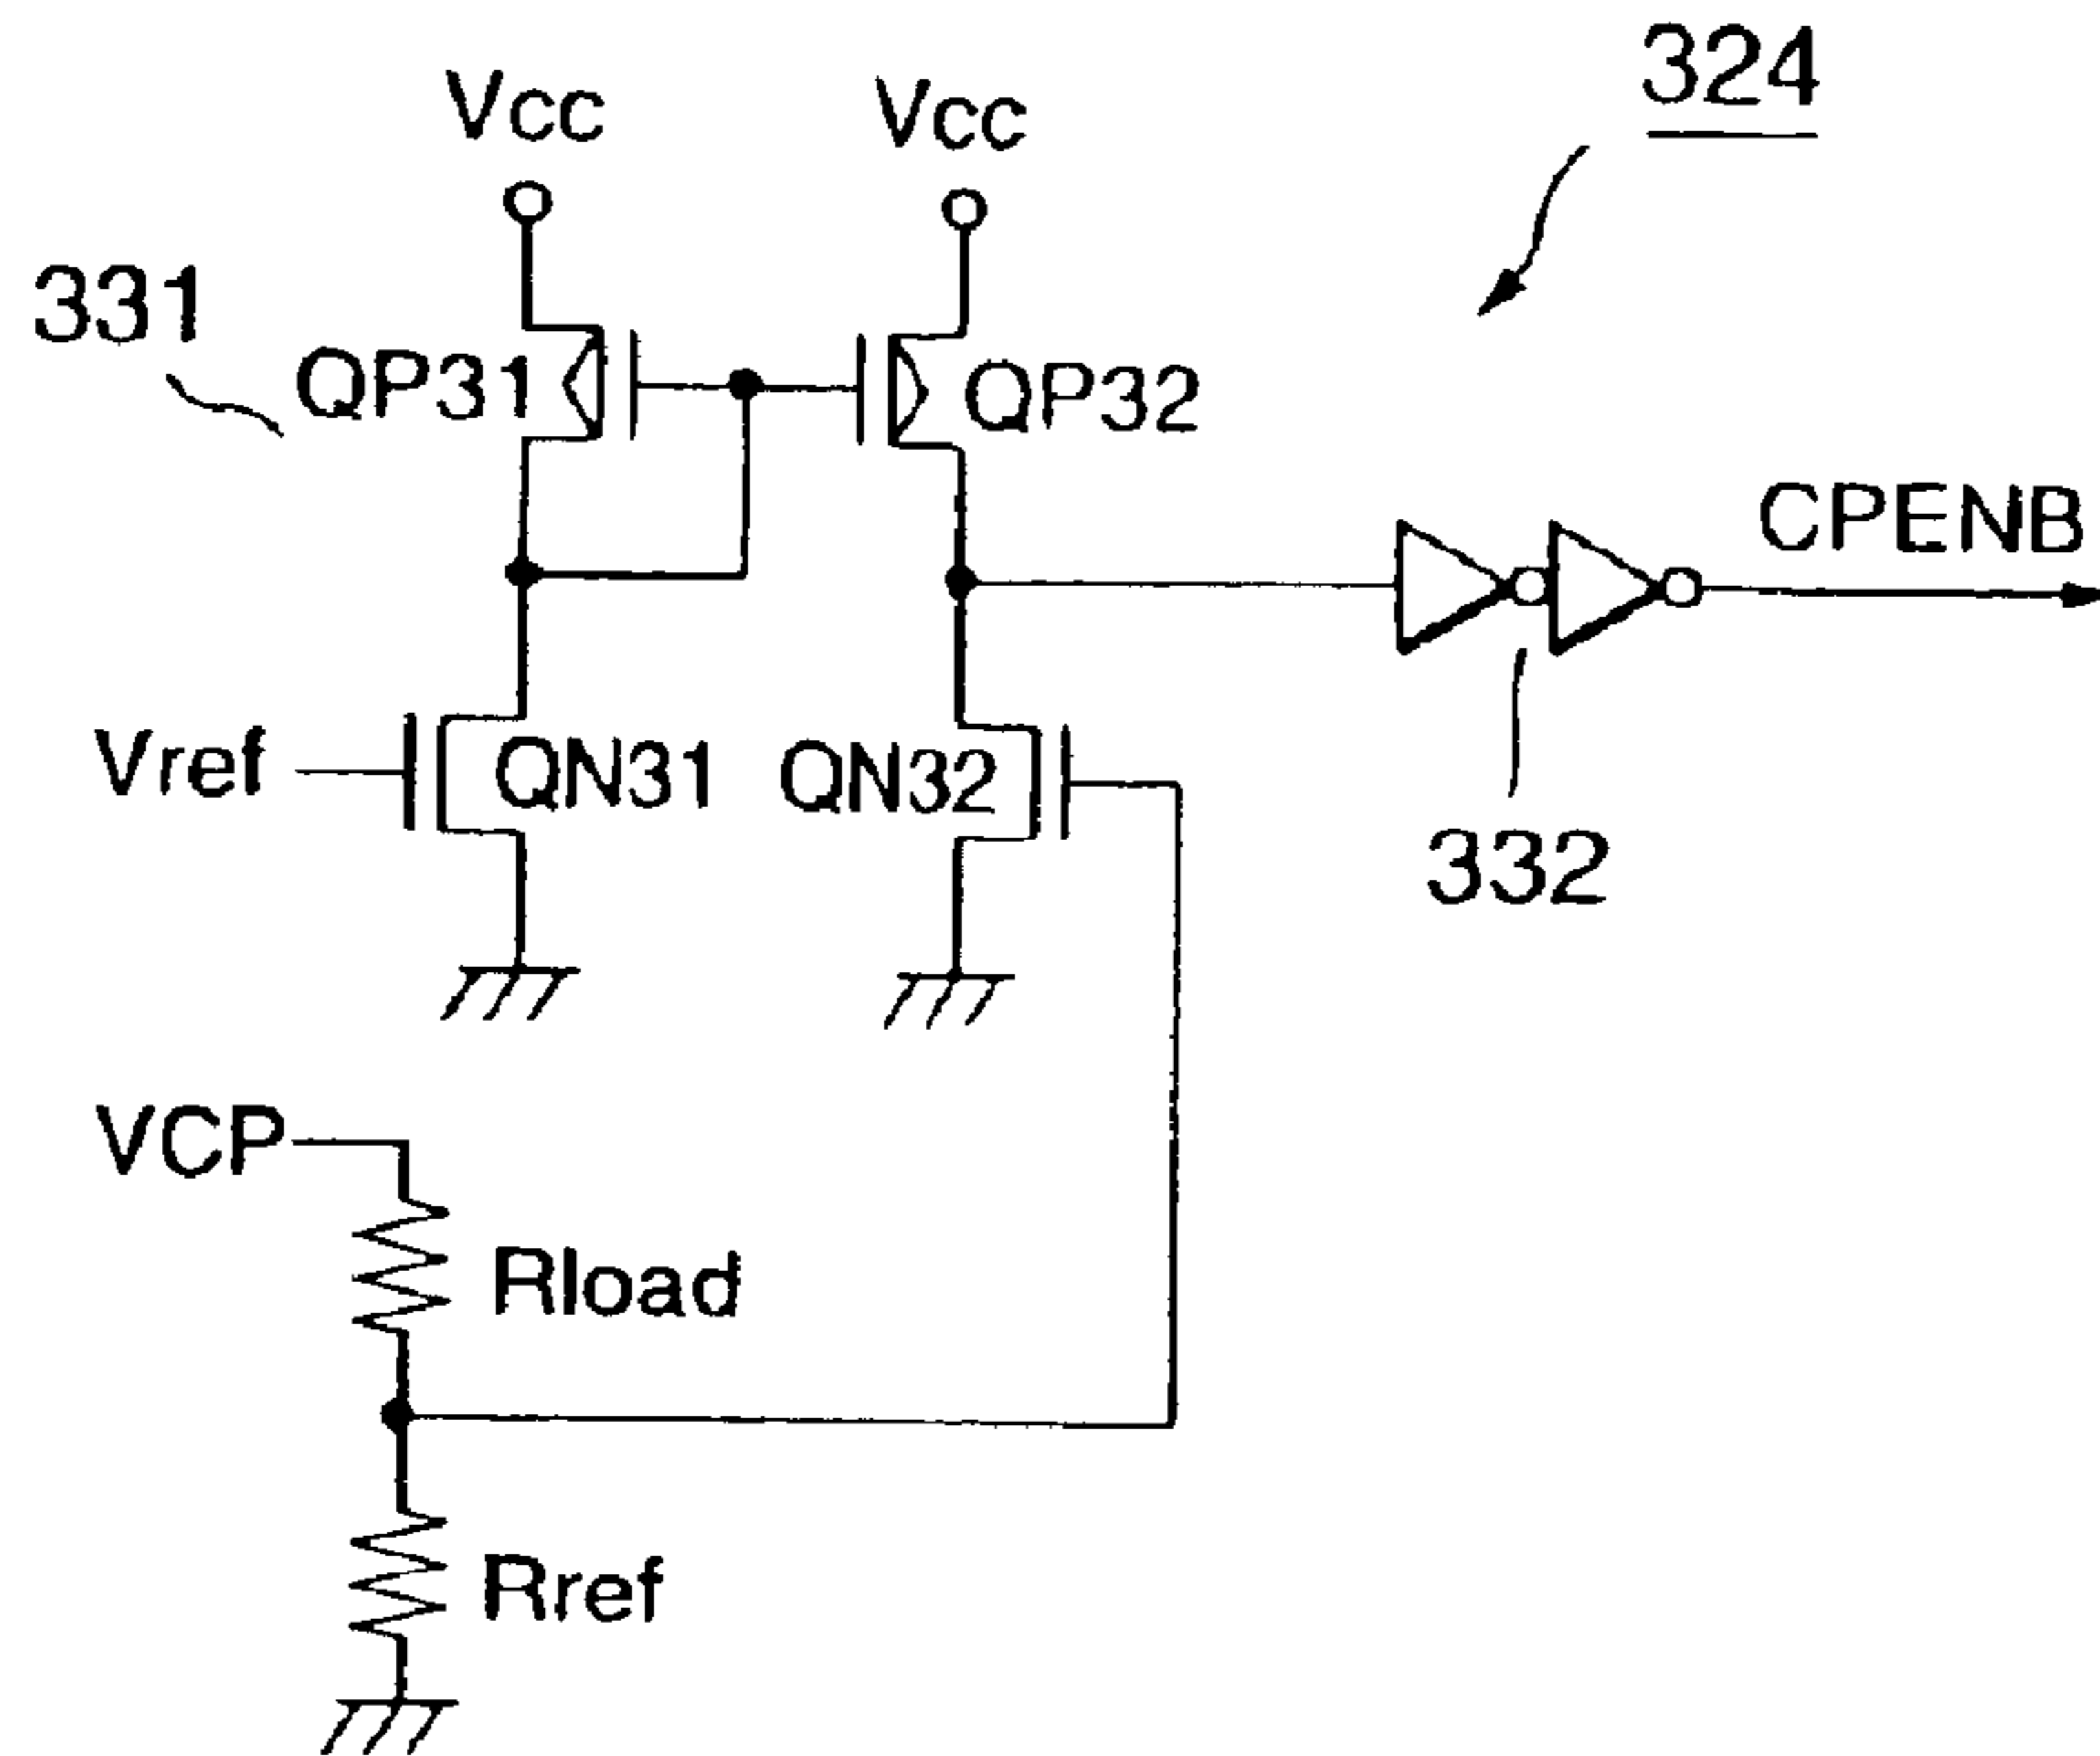 324
Vcc
Vcc
331
QP31
QP32
CPENB
Vref
QN31
QN32
332
VCP
Rload
Rref